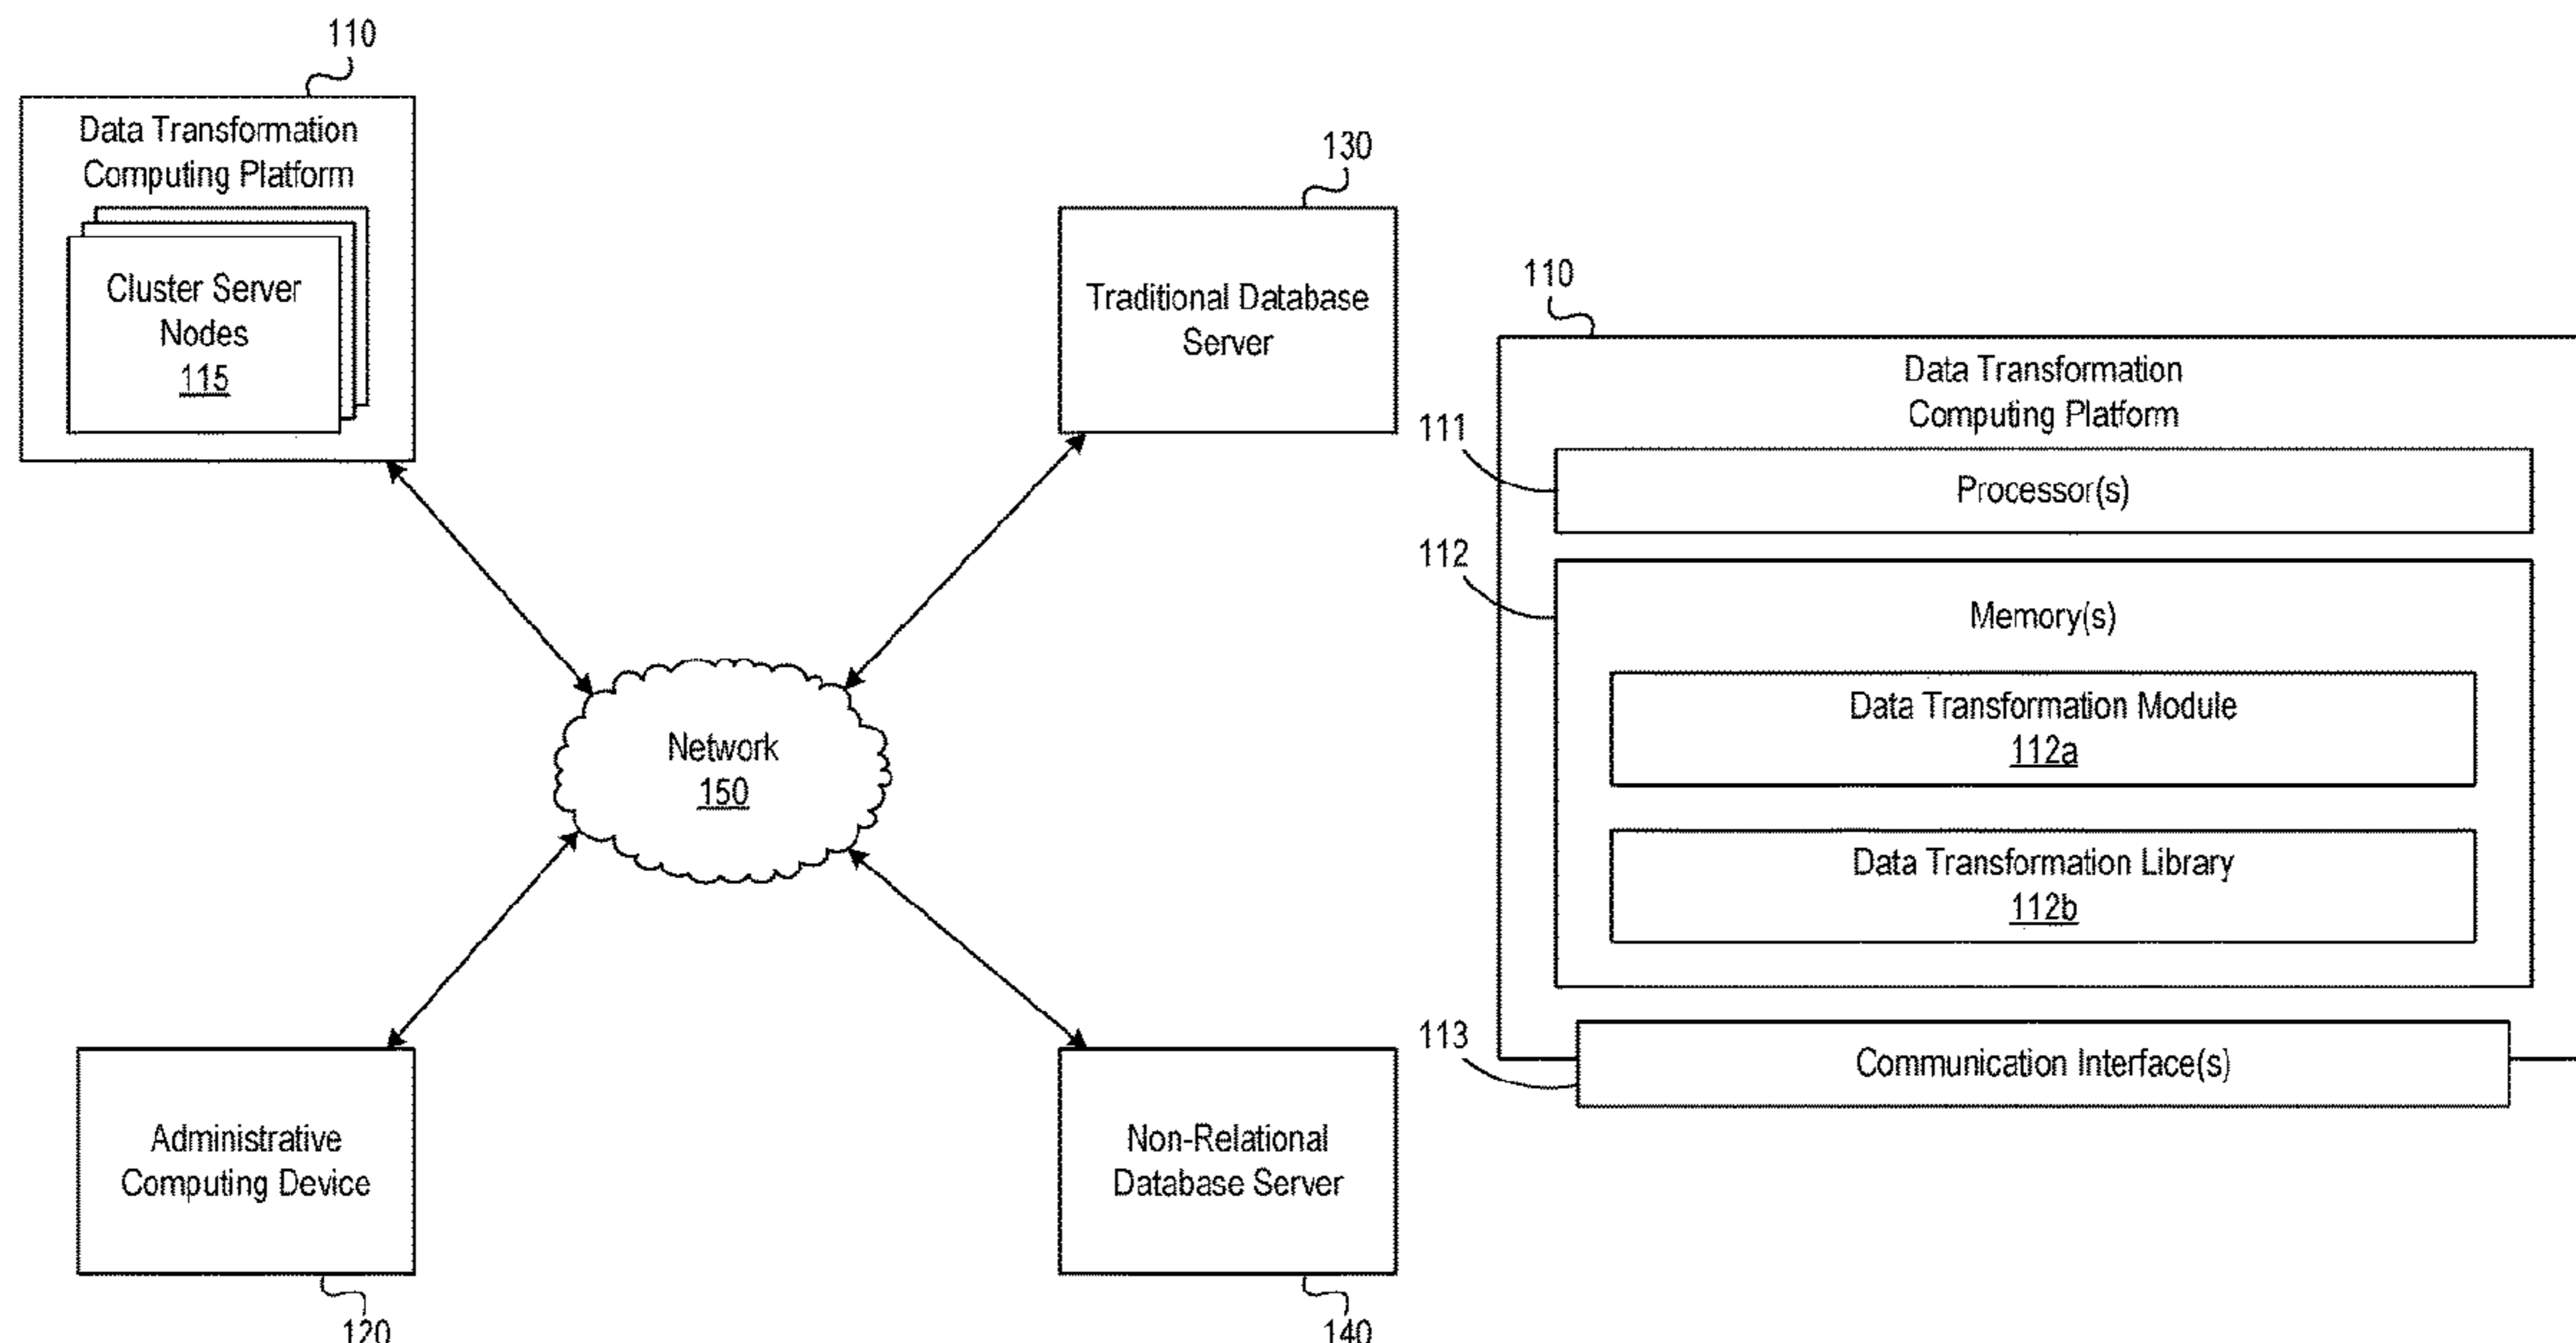 110
Data Transformation
Computing Platform
Cluster Server
Nodes
115
130
Traditional Database
Server
Network
150
Administrative
Computing Device
120
Non-Relational
Database Server
140
110
Data Transformation
Computing Platform
111
Processor(s)
112
Memory(s)
Data Transformation Module
112a
Data Transformation Library
112b
113
Communication Interface(s)